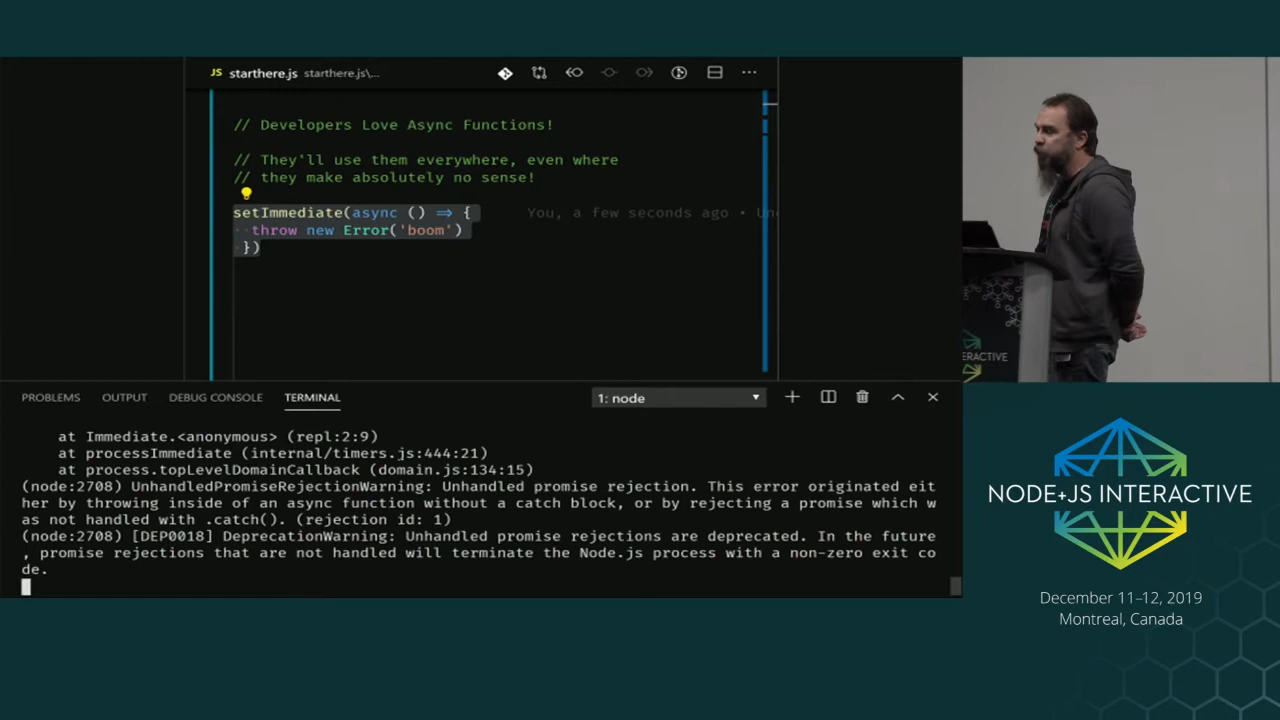 JS starthere.js starthere.js\...
// Developers Love Async Functions!
// They'll use them everywhere, even where
// they make absolutely no sense!
setImmediate(async () => { You, a few seconds ago • Un
throw new Error('boom')
})
PROBLEMS OUTPUT DEBUG CONSOLE TERMINAL 1: node
at Immediate.<anonymous> (repl:2:9)
at processImmediate (internal/timers.js:444:21)
at process.topLevelDomainCallback (domain.js:134:15)
(node:2708) UnhandledPromiseRejectionWarning: Unhandled promise rejection. This error originated eit
her by throwing inside of an async function without a catch block, or by rejecting a promise which w
as not handled with .catch(). (rejection id: 1)
(node:2708) [DEP0018] DeprecationWarning: Unhandled promise rejections are deprecated. In the future
, promise rejections that are not handled will terminate the Node.js process with a non-zero exit co
de.
ERACTIVE
NODE+JS INTERACTIVE
December 11–12, 2019
Montreal, Canada